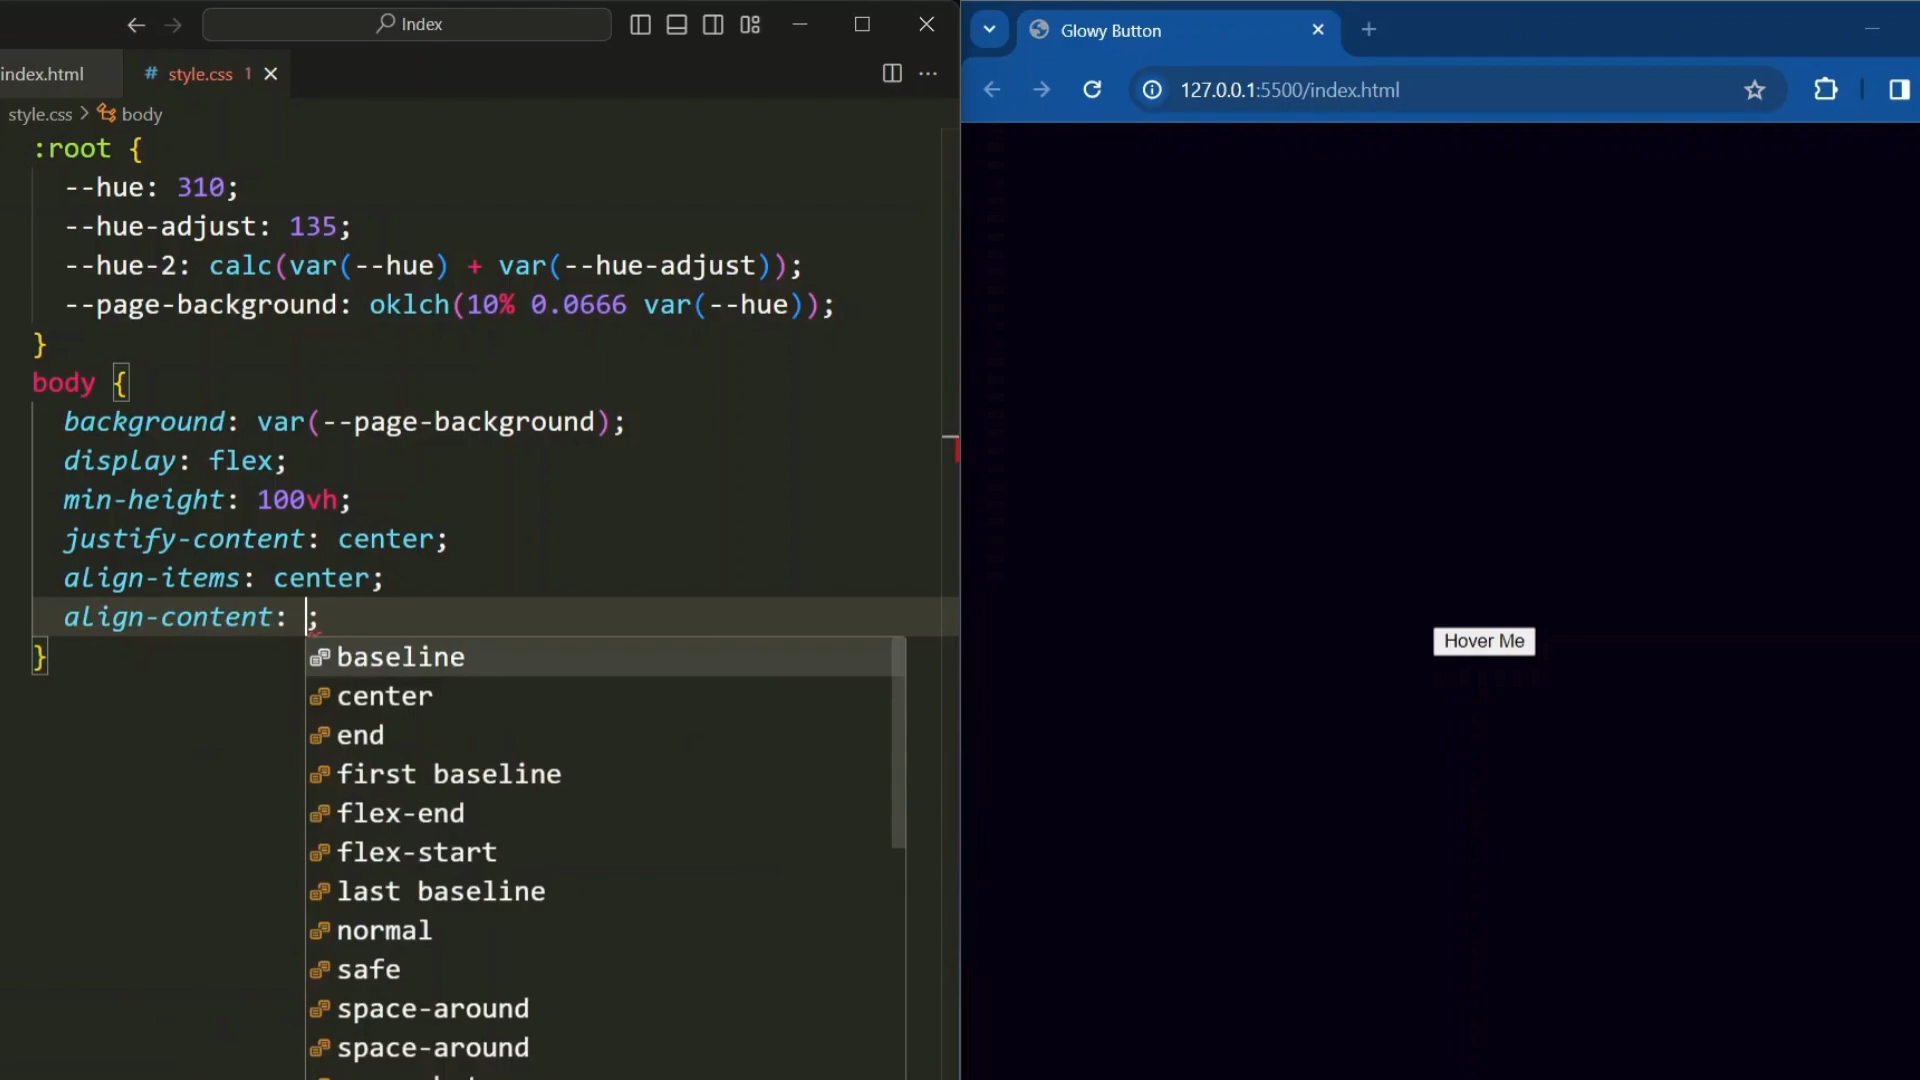 Index
index.html
# style.css 1
style.css > body
:root {
--hue: 310;
--hue-adjust: 135;
--hue-2: calc(var(--hue) + var(--hue-adjust));
--page-background: oklch(10% 0.0666 var(--hue));
}
body {
background: var(--page-background);
display: flex;
min-height: 100vh;
justify-content: center;
align-items: center;
align-content: ;
}
baseline
center
end
first baseline
flex-end
flex-start
last baseline
normal
safe
space-around
space-around
Glowy Button
127.0.0.1:5500/index.html
Hover Me